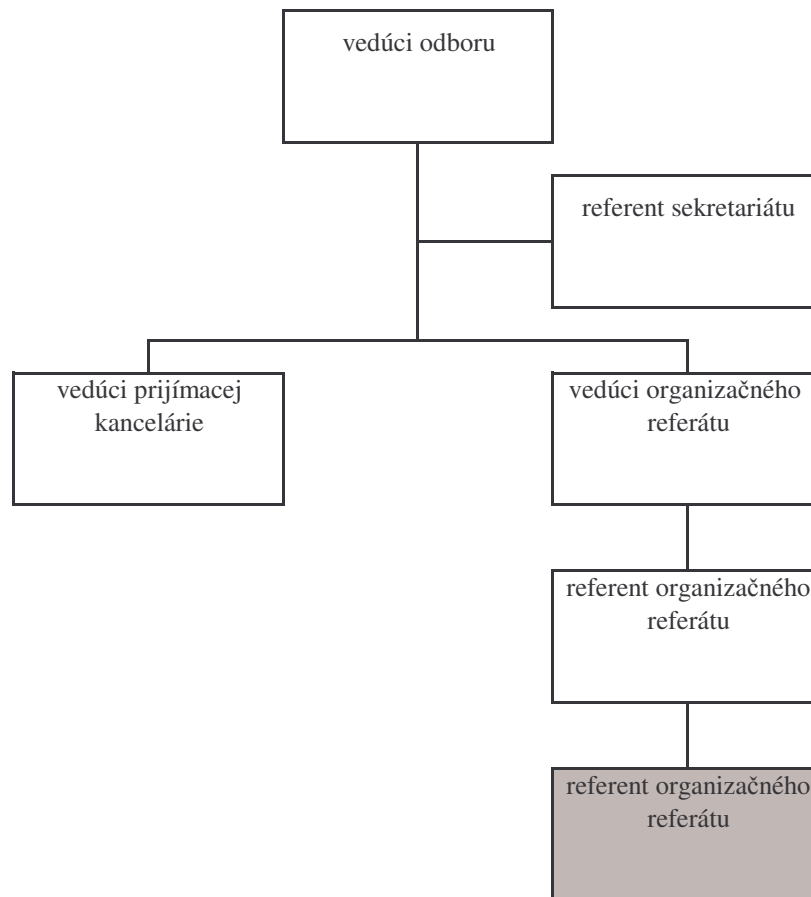 vedúci odboru
referent sekretariátu
vedúci prijímacej
kancelárie
vedúci organizačného
referátu
referent organizačného
referátu
referent organizačného
referátu